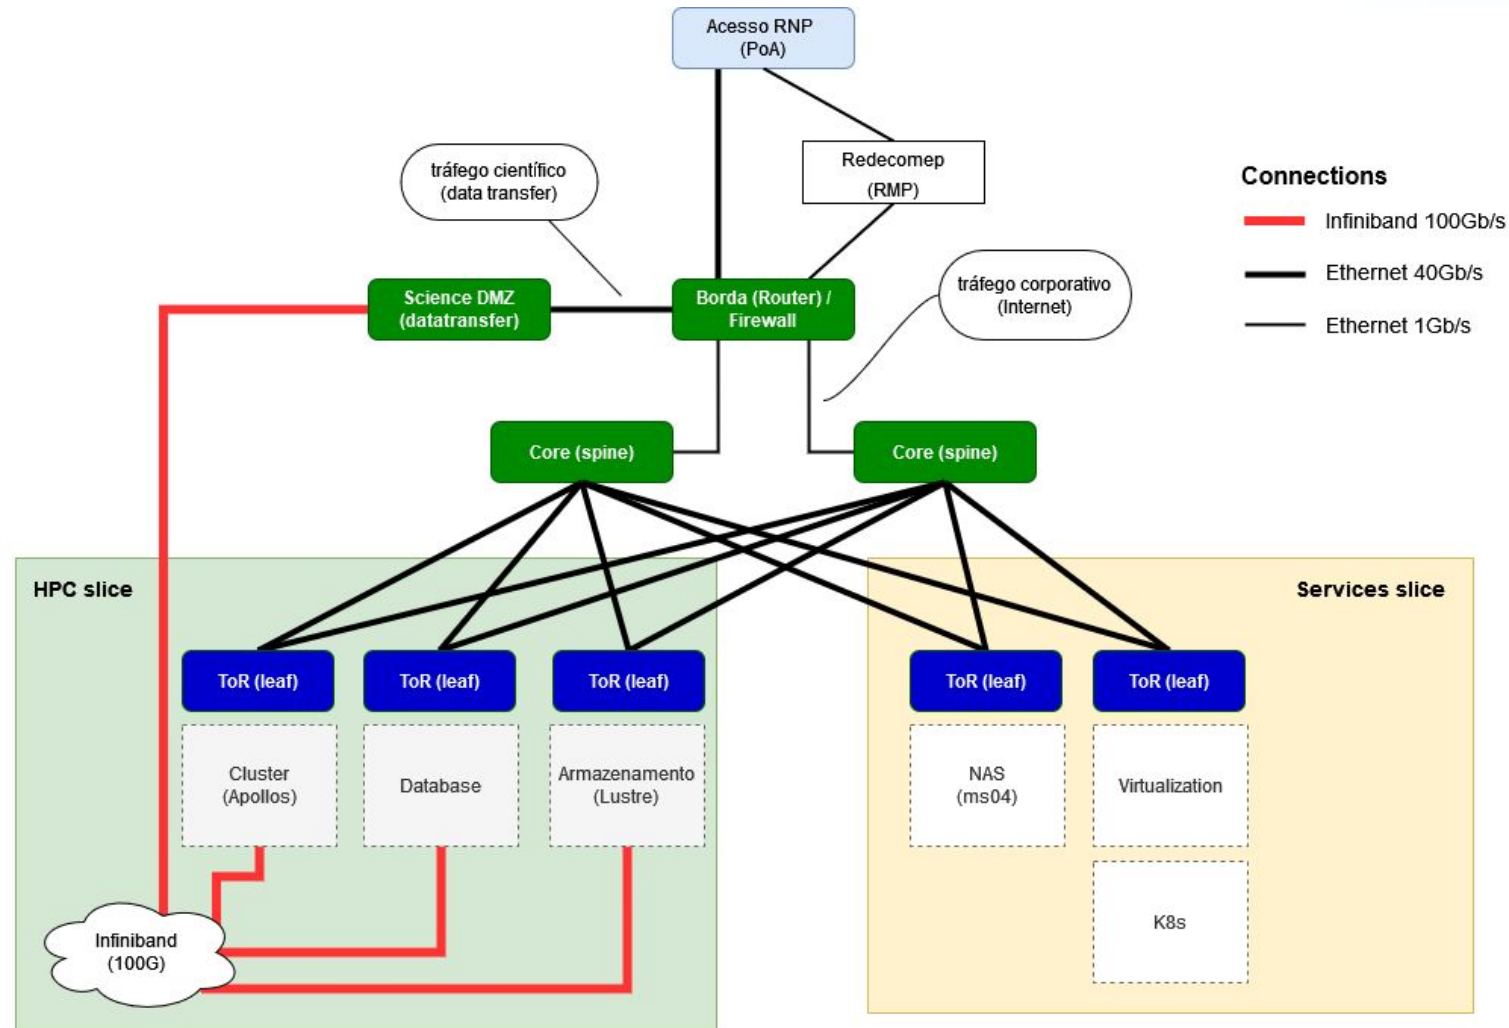 Acesso RNP
(PoA)
tráfego científico
(data transfer)
Redecomep
(RMP)
Connections
Infiniband 100Gb/s
Ethernet 40Gb/s
Ethernet 1Gb/s
Science DMZ
(datatransfer)
Borda (Router) /
Firewall
tráfego corporativo
(Internet)
Core (spine)
Core (spine)
HPC slice
Services slice
ToR (leaf)
ToR (leaf)
ToR (leaf)
ToR (leaf)
ToR (leaf)
Cluster
(Apollos)
Database
Armazenamento
(Lustre)
NAS
(ms04)
Virtualization
K8s
Infiniband
(100G)